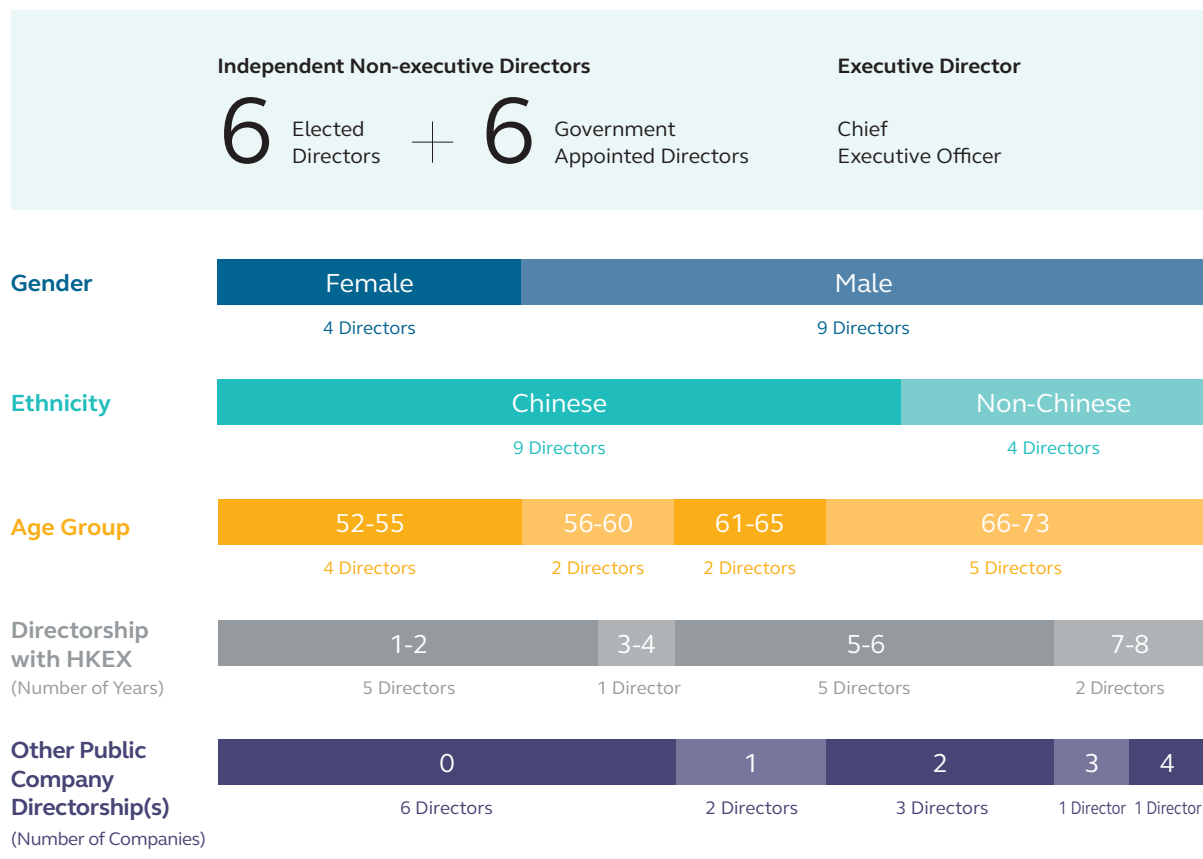 Independent Non-executive Directors
Executive Director
6 Elected Directors + 6 Government Appointed Directors
Chief
Executive Officer
Gender
Female Male
4 Directors 9 Directors
Ethnicity
Chinese Non-Chinese
9 Directors 4 Directors
Age Group
52-55 56-60 61-65 66-73
4 Directors 2 Directors 2 Directors 5 Directors
Directorship
with HKEX
(Number of Years)
1-2 3-4 5-6 7-8
5 Directors 1 Director 5 Directors 2 Directors
Other Public
Company
Directorship(s)
(Number of Companies)
0 1 2 3 4
6 Directors 2 Directors 3 Directors 1 Director 1 Director